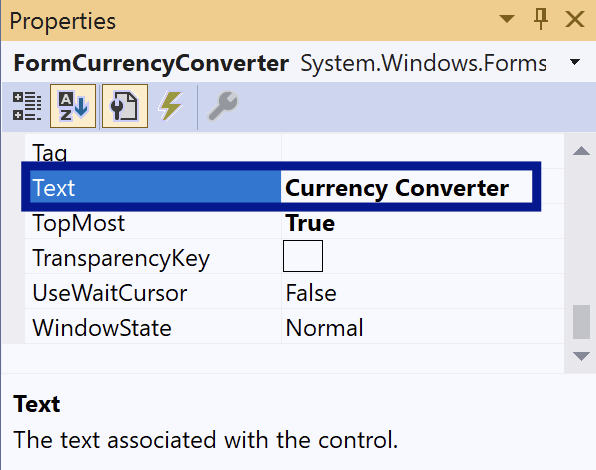 Properties
FormCurrencyConverter System.Windows.Forms
A
Z
Tag
Text Currency Converter
TopMost True
TransparencyKey
UseWaitCursor False
WindowState Normal
Text
The text associated with the control.